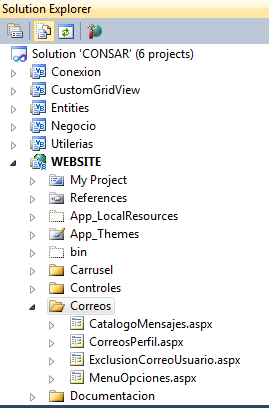 Solution Explorer
Solution 'CONSAR' (6 projects)
Conexion
CustomGridView
Entities
Negocio
Utilerias
WEBSITE
My Project
References
App_LocalResources
App_Themes
bin
Carrusel
Controles
Correos
CatalogoMensajes.aspx
CorreosPerfil.aspx
ExclusionCorreoUsuario.aspx
MenuOpciones.aspx
Documentacion